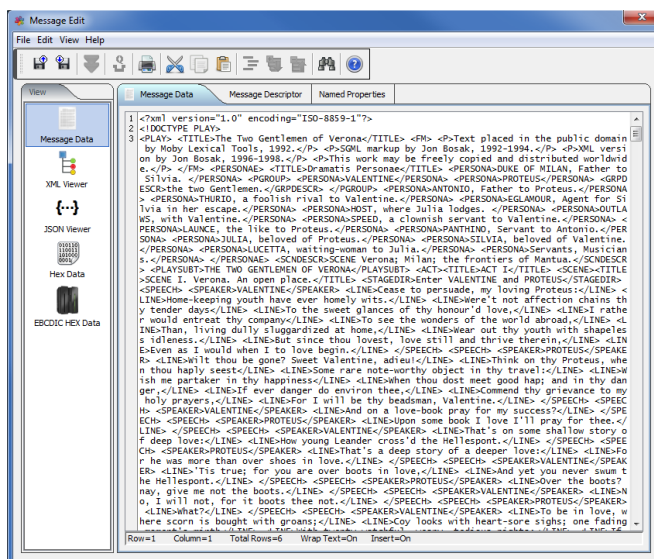 Message Edit
File Edit View Help
View
Message Data
XML Viewer
{···}
JSON Viewer
Hex Data
EBCDIC HEX Data
Message Data Message Descriptor Named Properties
1 <?xml version="1.0" encoding="ISO-8859-1"?>
2 <!DOCTYPE PLAY>
3 <PLAY> <TITLE>The Two Gentlemen of Verona</TITLE> <FM> <P>Text placed in the public domain
by Moby Lexical Tools, 1992.</P> <P>SGML markup by Jon Bosak, 1992-1994.</P> <P>XML versi
on by Jon Bosak, 1996-1998.</P> <P>This work may be freely copied and distributed worldwid
e.</P> </FM> <PERSONAE> <TITLE>Dramatis Personae</TITLE> <PERSONA>DUKE OF MILAN, Father to
Silvia. </PERSONA> <PGROUP> <PERSONA>VALENTINE</PERSONA> <PERSONA>PROTEUS</PERSONA> <GRPD
ESCR>the two Gentlemen.</GRPDESCR> </PGROUP> <PERSONA>ANTONIO, Father to Proteus.</PERSONA
> <PERSONA>THURIO, a foolish rival to Valentine.</PERSONA> <PERSONA>EGLAMOUR, Agent for Si
lvia in her escape.</PERSONA> <PERSONA>HOST, where Julia lodges. </PERSONA> <PERSONA>OUTLA
WS, with Valentine.</PERSONA> <PERSONA>SPEED, a clownish servant to Valentine.</PERSONA> <
PERSONA>LAUNCE, the like to Proteus.</PERSONA> <PERSONA>PANTHINO, Servant to Antonio.</PER
SONA> <PERSONA>JULIA, beloved of Proteus.</PERSONA> <PERSONA>SILVIA, beloved of Valentine.
</PERSONA> <PERSONA>LUCETTA, waiting-woman to Julia.</PERSONA> <PERSONA>Servants, Musician
s.</PERSONA> </PERSONAE> <SCNDESCR>SCENE Verona; Milan; the frontiers of Mantua.</SCNDESCR
> <PLAYSUBT>THE TWO GENTLEMEN OF VERONA</PLAYSUBT> <ACT><TITLE>ACT I</TITLE> <SCENE><TITLE
>SCENE I. Verona. An open place.</TITLE> <STAGEDIR>Enter VALENTINE and PROTEUS</STAGEDIR>
<SPEECH> <SPEAKER>VALENTINE</SPEAKER> <LINE>Cease to persuade, my loving Proteus:</LINE> <
LINE>Home-keeping youth have ever homely wits.</LINE> <LINE>Were't not affection chains th
y tender days</LINE> <LINE>To the sweet glances of thy honour'd love,</LINE> <LINE>I rathe
r would entreat thy company</LINE> <LINE>To see the wonders of the world abroad,</LINE> <L
INE>Than, living dully sluggardized at home,</LINE> <LINE>Wear out thy youth with shapeles
s idleness.</LINE> <LINE>But since thou lovest, love still and thrive therein,</LINE> <LIN
E>Even as I would when I to love begin.</LINE> </SPEECH> <SPEECH> <SPEAKER>PROTEUS</SPEAKE
R> <LINE>Wilt thou be gone? Sweet Valentine, adieu!</LINE> <LINE>Think on thy Proteus, whe
n thou haply seest</LINE> <LINE>Some rare note-worthy object in thy travel:</LINE> <LINE>W
ish me partaker in thy happiness</LINE> <LINE>When thou dost meet good hap; and in thy dan
ger,</LINE> <LINE>If ever danger do environ thee,</LINE> <LINE>Commend thy grievance to my
holy prayers,</LINE> <LINE>For I will be thy beadsman, Valentine.</LINE> </SPEECH> <SPEEC
H> <SPEAKER>VALENTINE</SPEAKER> <LINE>And on a love-book pray for my success?</LINE> </SPE
ECH> <SPEECH> <SPEAKER>PROTEUS</SPEAKER> <LINE>Upon some book I love I'll pray for thee.</
LINE> </SPEECH> <SPEECH> <SPEAKER>VALENTINE</SPEAKER> <LINE>That's on some shallow story o
f deep love:</LINE> <LINE>How young Leander cross'd the Hellespont.</LINE> </SPEECH> <SPEE
CH> <SPEAKER>PROTEUS</SPEAKER> <LINE>That's a deep story of a deeper love:</LINE> <LINE>Fo
r he was more than over shoes in love.</LINE> </SPEECH> <SPEECH> <SPEAKER>VALENTINE</SPEAK
ER> <LINE>'Tis true; for you are over boots in love,</LINE> <LINE>And yet you never swum t
he Hellespont.</LINE> </SPEECH> <SPEECH> <SPEAKER>PROTEUS</SPEAKER> <LINE>Over the boots?
nay, give me not the boots.</LINE> </SPEECH> <SPEECH> <SPEAKER>VALENTINE</SPEAKER> <LINE>N
o, I will not, for it boots thee not.</LINE> </SPEECH> <SPEECH> <SPEAKER>PROTEUS</SPEAKER>
<LINE>What?</LINE> </SPEECH> <SPEECH> <SPEAKER>VALENTINE</SPEAKER> <LINE>To be in love, w
here scorn is bought with groans;</LINE> <LINE>Coy looks with heart-sore sighs; one fading
Row=1 Column=1 Total Rows=6 Wrap Text=On Insert=On